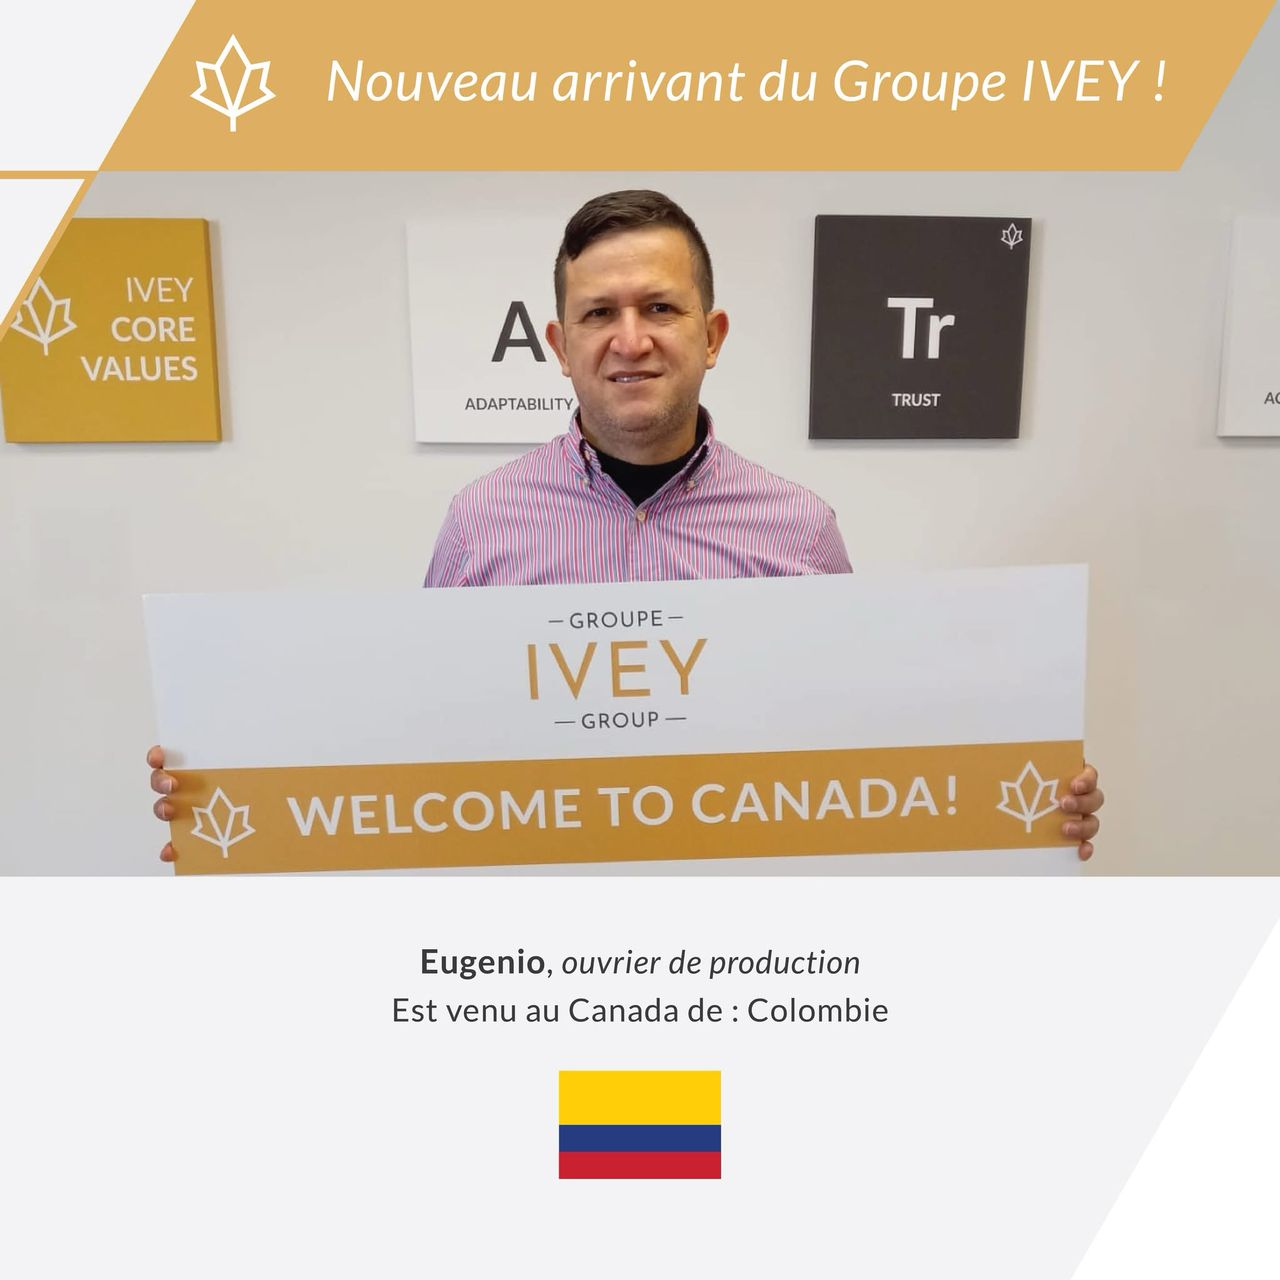 Nouveau arrivant du Groupe IVEY !
IVEY
CORE
VALUES
A
ADAPTABILITY
Tr
TRUST
GROUPE
IVEY
GROUP
WELCOME TO CANADA!
Eugenio, ouvrier de production
Est venu au Canada de : Colombie